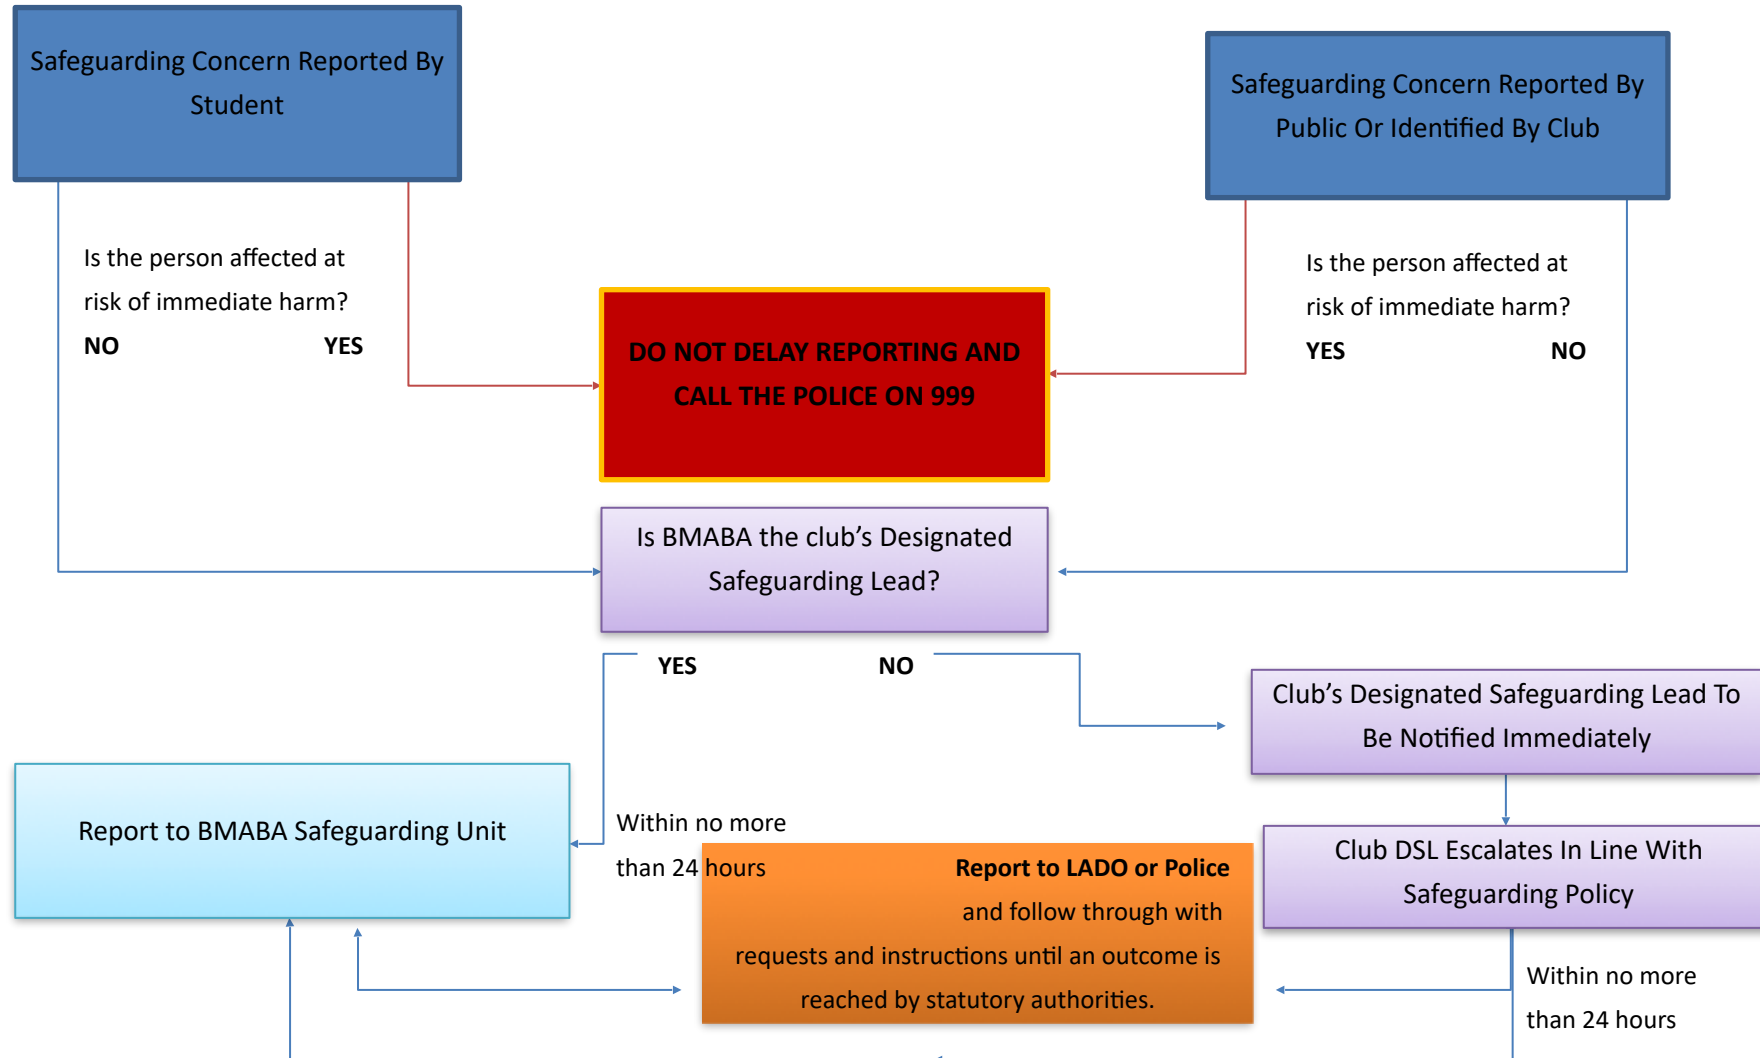 Safeguarding Concern Reported By
Student
Safeguarding Concern Reported By
Public Or Identified By Club
Is the person affected at
risk of immediate harm?
NO YES
Is the person affected at
risk of immediate harm?
YES NO
DO NOT DELAY REPORTING AND
CALL THE POLICE ON 999
Is BMABA the club’s Designated
Safeguarding Lead?
YES NO
Club’s Designated Safeguarding Lead To
Be Notified Immediately
Report to BMABA Safeguarding Unit
Within no more
than 24 hours
Club DSL Escalates In Line With
Safeguarding Policy
Report to LADO or Police
and follow through with
requests and instructions until an outcome is
reached by statutory authorities.
Within no more
than 24 hours